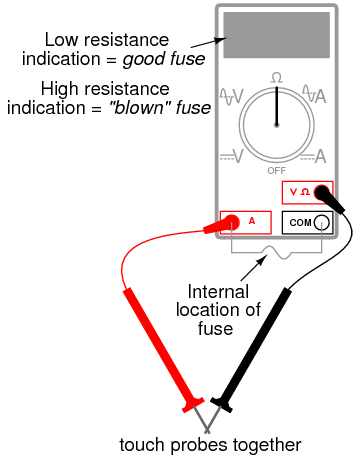 Low resistance
indication = good fuse
High resistance
indication = "blown" fuse
Ω
V
A
V
A
OFF
V Ω
A
COM
Internal
location of
fuse
touch probes together